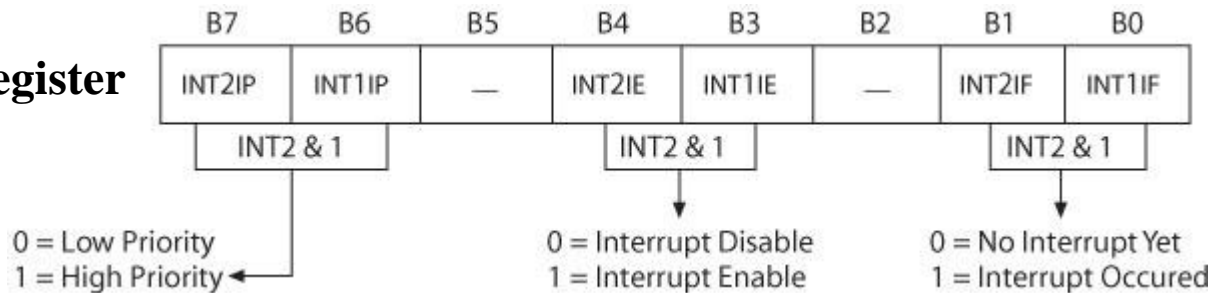 B7 B6 B5 B4 B3 B2 B1 B0
egister INT2IP INT1IP — INT2IE INT1IE — INT2IF INT1IF
INT2 & 1 INT2 & 1 INT2 & 1
0 = Low Priority 0 = Interrupt Disable 0 = No Interrupt Yet
1 = High Priority 1 = Interrupt Enable 1 = Interrupt Occured